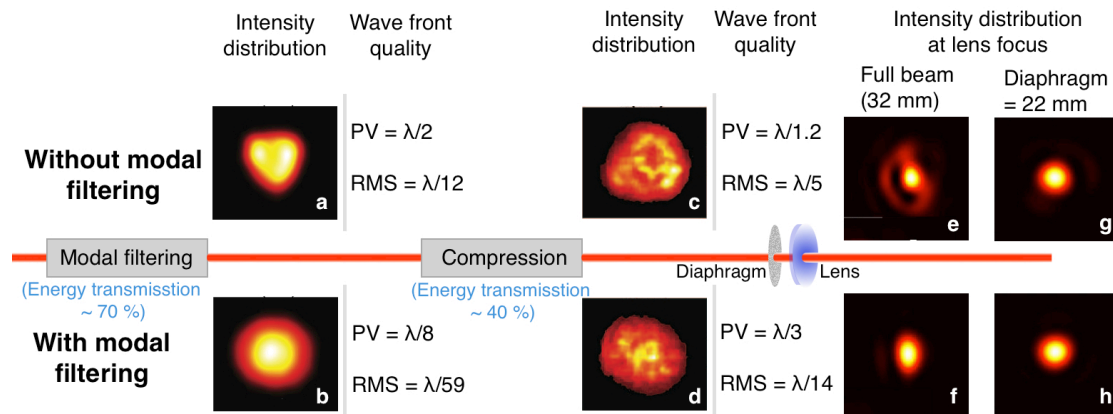 Intensity distribution
Wave front quality
Intensity distribution
Wave front quality
Intensity distribution at lens focus
Full beam (32 mm)
Diaphragm = 22 mm
Without modal filtering
a
PV = λ/2
RMS = λ/12
c
PV = λ/1.2
RMS = λ/5
e
g
Modal filtering
(Energy transmisstion ~ 70 %)
Compression
(Energy transmisstion ~ 40 %)
Diaphragm
Lens
With modal filtering
b
PV = λ/8
RMS = λ/59
d
PV = λ/3
RMS = λ/14
f
h